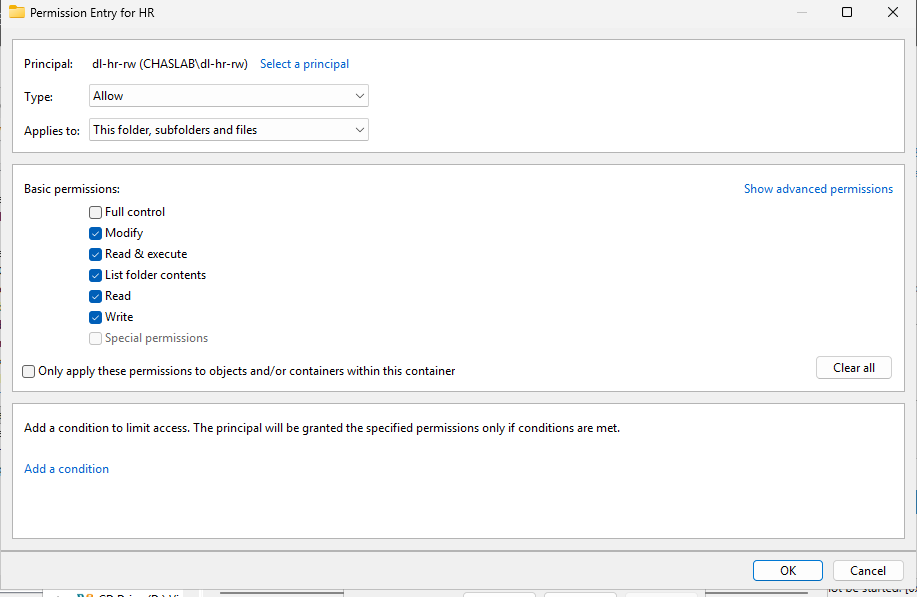 Permission Entry for HR
Principal: dl-hr-rw (CHASLAB\dl-hr-rw) Select a principal
Type: Allow
Applies to: This folder, subfolders and files
Basic permissions: Show advanced permissions
Full control
Modify
Read & execute
List folder contents
Read
Write
Special permissions
Only apply these permissions to objects and/or containers within this container
Clear all
Add a condition to limit access. The principal will be granted the specified permissions only if conditions are met.
Add a condition
OK Cancel